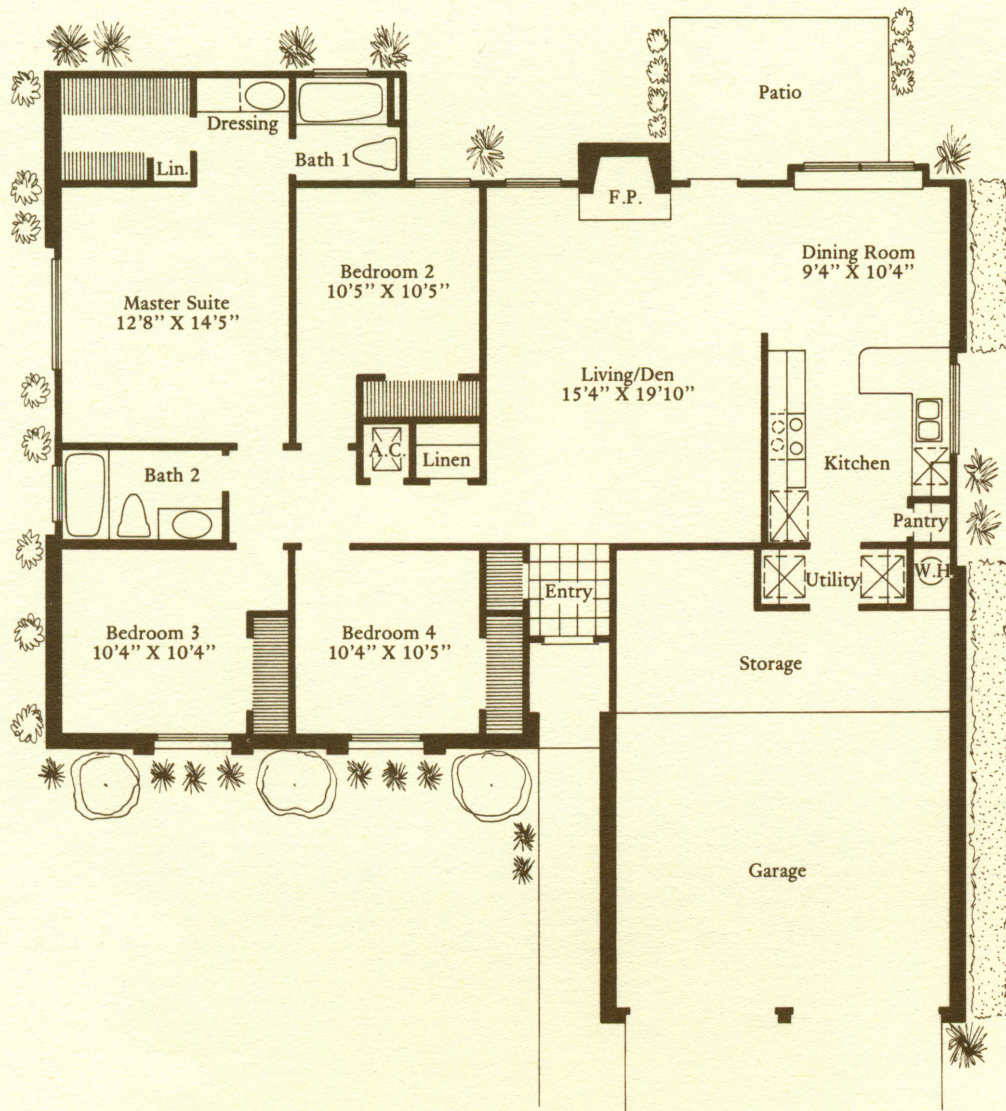 Patio
Dressing
Bath 1
Lin.
F.P.
Dining Room
9'4" X 10'4"
Bedroom 2
10'5" X 10'5"
Master Suite
12'8" X 14'5"
Living/Den
15'4" X 19'10"
A.C.
Linen
Kitchen
Bath 2
Pantry
Entry
Utility
W.H
Bedroom 3
10'4" X 10'4"
Bedroom 4
10'4" X 10'5"
Storage
Garage